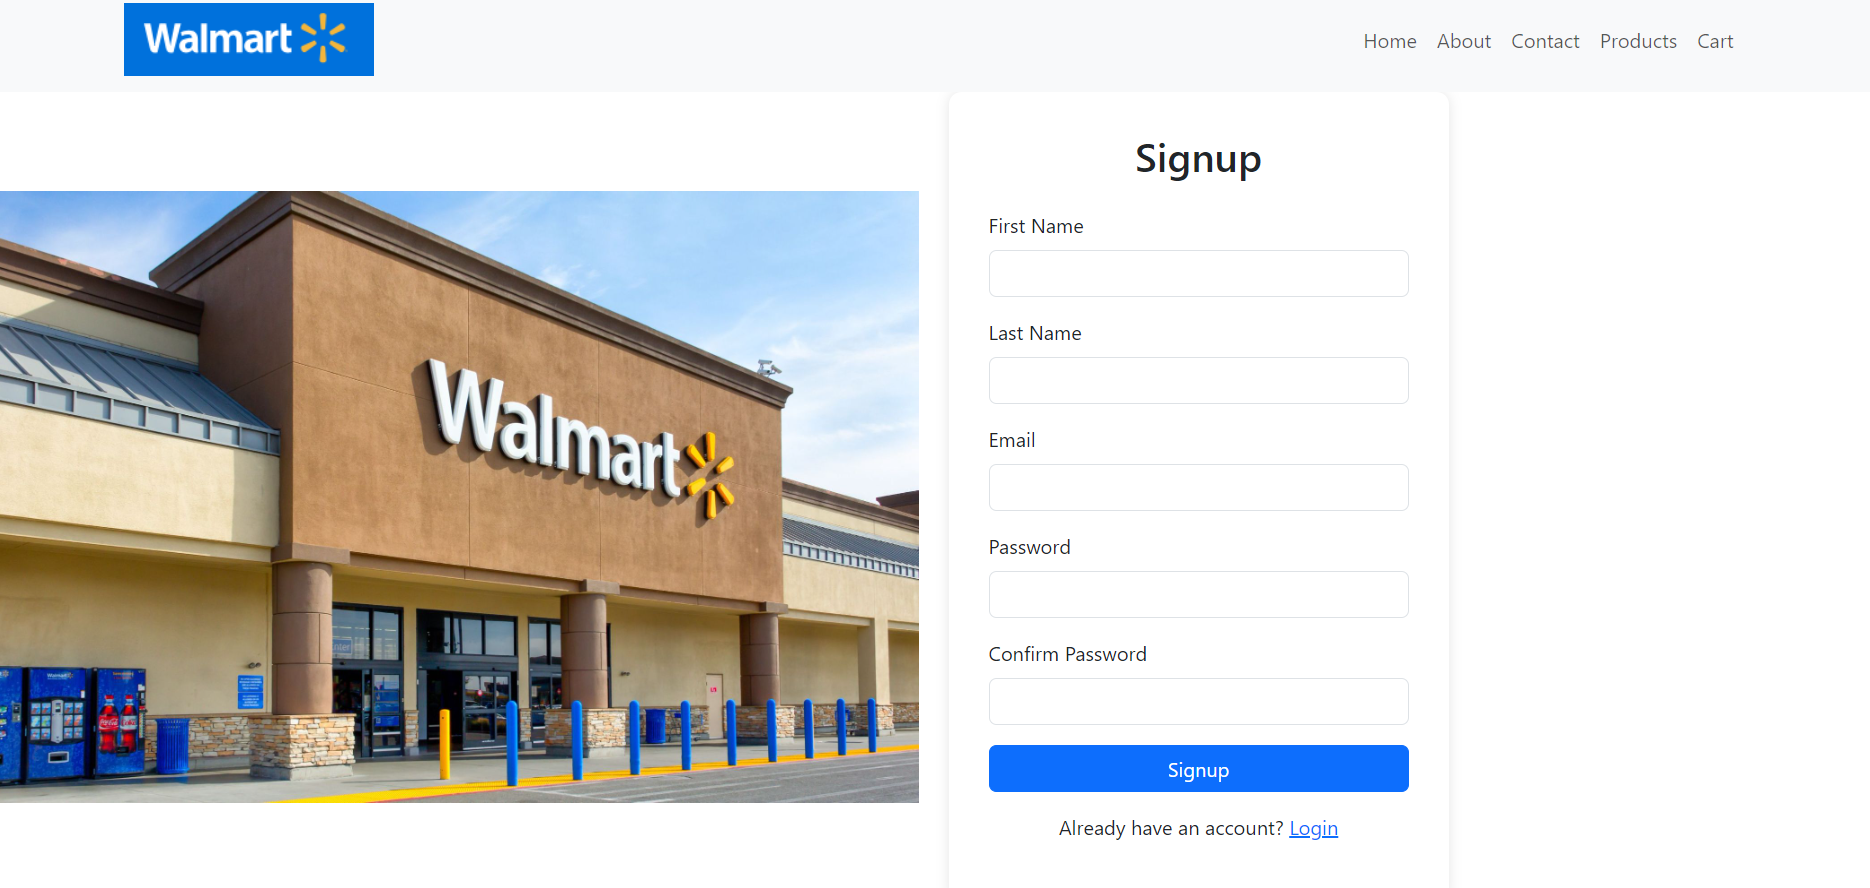 Walmart
Home About Contact Products Cart
Signup
First Name
Last Name
Email
Password
Confirm Password
Signup
Already have an account? Login
Walmart